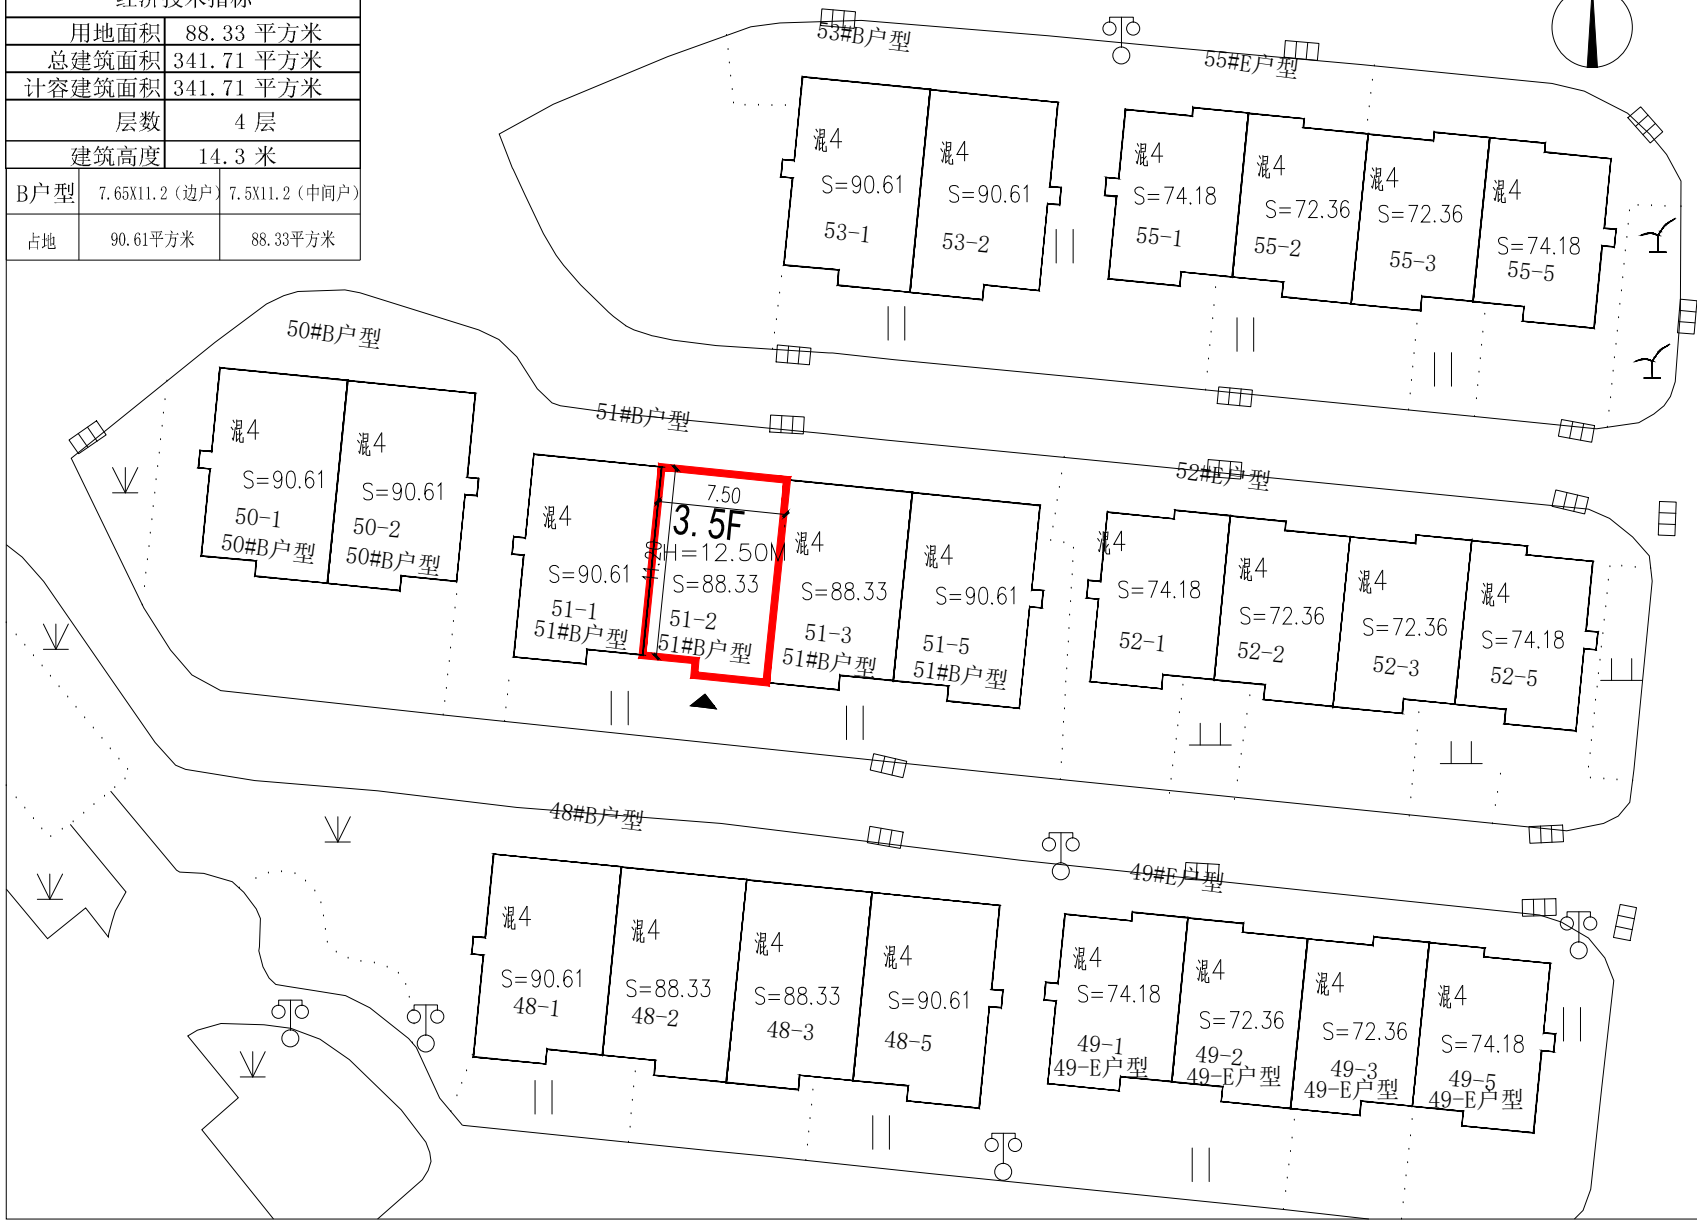 经济技术指标
用地面积 88.33 平方米
总建筑面积 341.71 平方米
计容建筑面积 341.71 平方米
层数 4 层
建筑高度 14.3 米
B户型 7.65X11.2（边户） 7.5X11.2（中间户）
占地 90.61平方米 88.33平方米
53#B户型
混4
S=90.61
53-1
混4
S=90.61
53-2
55#E户型
混4
S=74.18
55-1
混4
S=72.36
55-2
混4
S=72.36
55-3
混4
S=74.18
55-5
50#B户型
混4
S=90.61
50-1
50#B户型
混4
S=90.61
50-2
50#B户型
51#B户型
混4
S=90.61
51-1
51#B户型
7.50
3.5F
11.20
H=12.50M
S=88.33
51-2
51#B户型
混4
S=88.33
51-3
51#B户型
混4
S=90.61
51-5
51#B户型
52#E户型
混4
S=74.18
52-1
混4
S=72.36
52-2
混4
S=72.36
52-3
混4
S=74.18
52-5
48#B户型
混4
S=90.61
48-1
混4
S=88.33
48-2
混4
S=88.33
48-3
混4
S=90.61
48-5
49#E户型
混4
S=74.18
49-1
49-E户型
混4
S=72.36
49-2
49-E户型
混4
S=72.36
49-3
49-E户型
混4
S=74.18
49-5
49-E户型